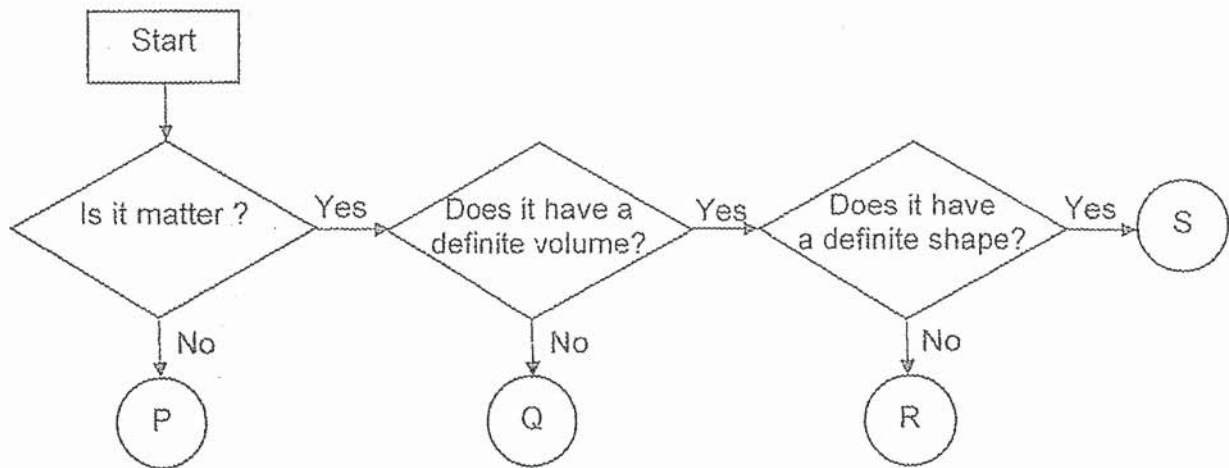 Start
Is it matter ?
Yes
Does it have a
definite volume?
Yes
Does it have
a definite shape?
Yes
S
No
No
No
P
Q
R